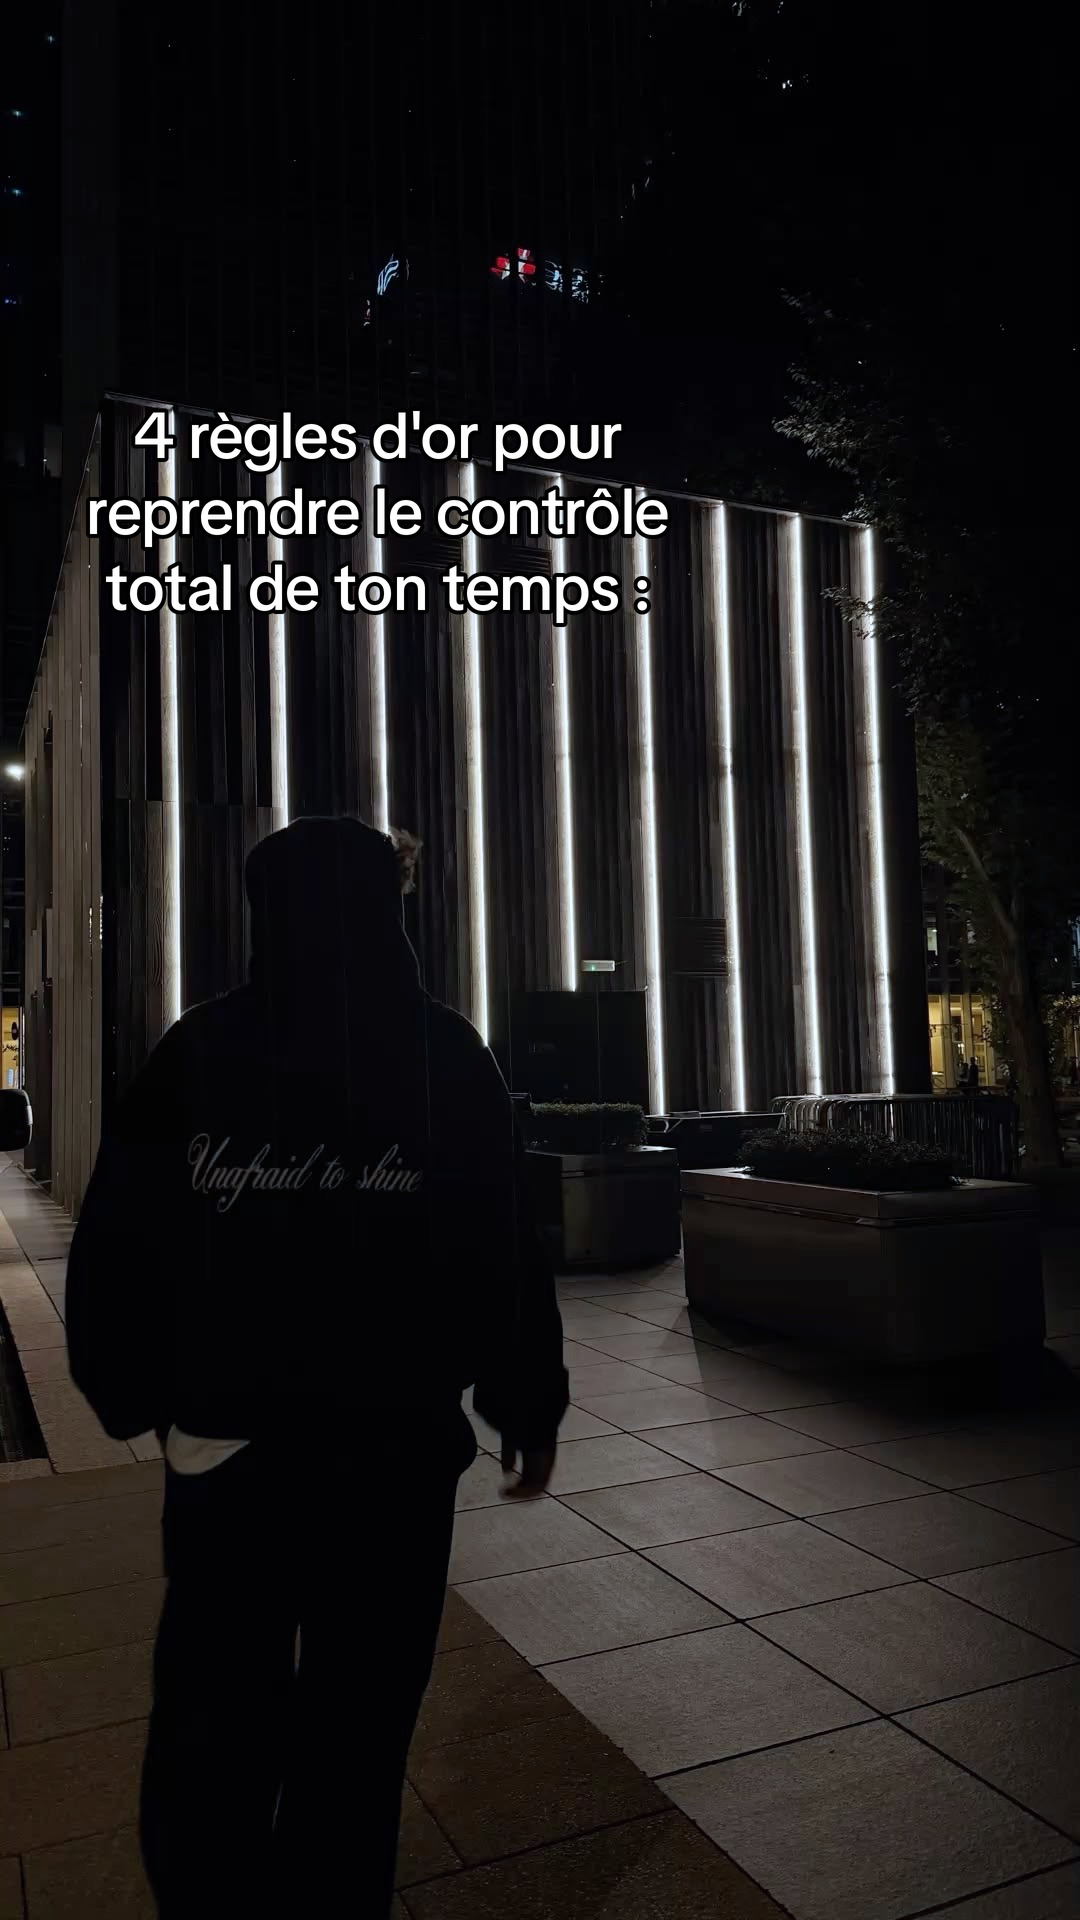 4 règles d'or pour
reprendre le contrôle
total de ton temps :
Unafraid to shine